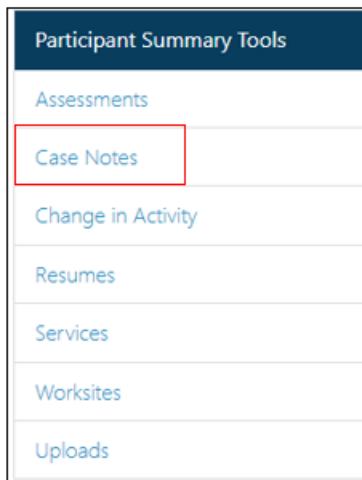 Participant Summary Tools
Assessments
Case Notes
Change in Activity
Resumes
Services
Worksites
Uploads